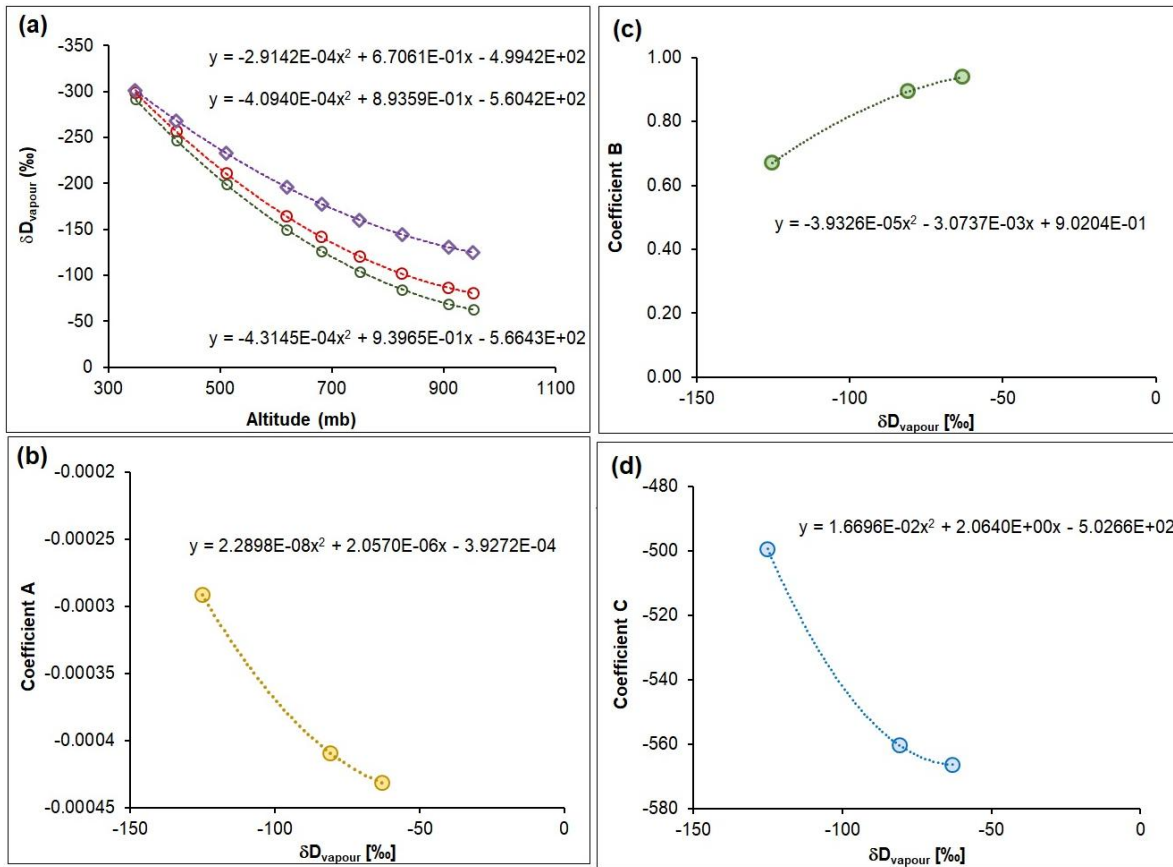 (a)
-350
-300
-250
-200
-150
-100
-50
0
δD_vapour (‰)
y = -2.9142E-04x² + 6.7061E-01x - 4.9942E+02
y = -4.0940E-04x² + 8.9359E-01x - 5.6042E+02
y = -4.3145E-04x² + 9.3965E-01x - 5.6643E+02
300 500 700 900 1100
Altitude (mb)
(c)
1.00
0.80
0.60
0.40
0.20
0.00
Coefficient B
y = -3.9326E-05x² - 3.0737E-03x + 9.0204E-01
-150 -100 -50 0
δD_vapour [‰]
(b)
-0.0002
-0.00025
-0.0003
-0.00035
-0.0004
-0.00045
Coefficient A
y = 2.2898E-08x² + 2.0570E-06x - 3.9272E-04
-150 -100 -50 0
δD_vapour [‰]
(d)
-480
-500
-520
-540
-560
-580
Coefficient C
y = 1.6696E-02x² + 2.0640E+00x - 5.0266E+02
-150 -100 -50 0
δD_vapour [‰]